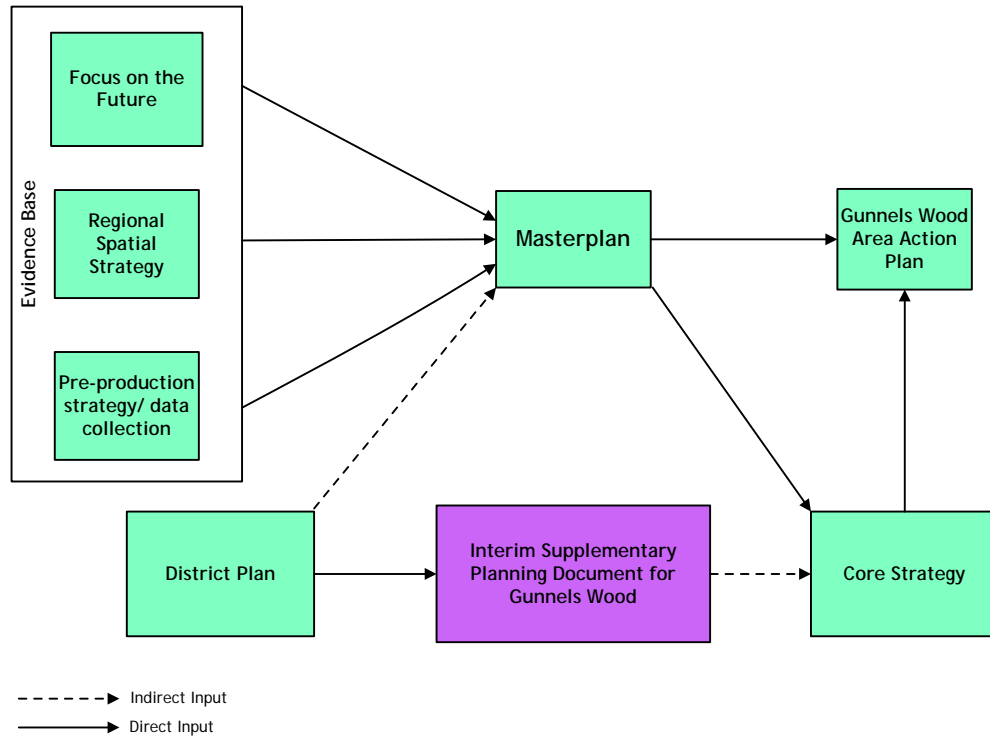 Evidence Base
Focus on the
Future
Regional
Spatial
Strategy
Pre-production
strategy/ data
collection
Masterplan
Gunnels Wood
Area Action
Plan
District Plan
Interim Supplementary
Planning Document for
Gunnels Wood
Core Strategy
Indirect Input
Direct Input